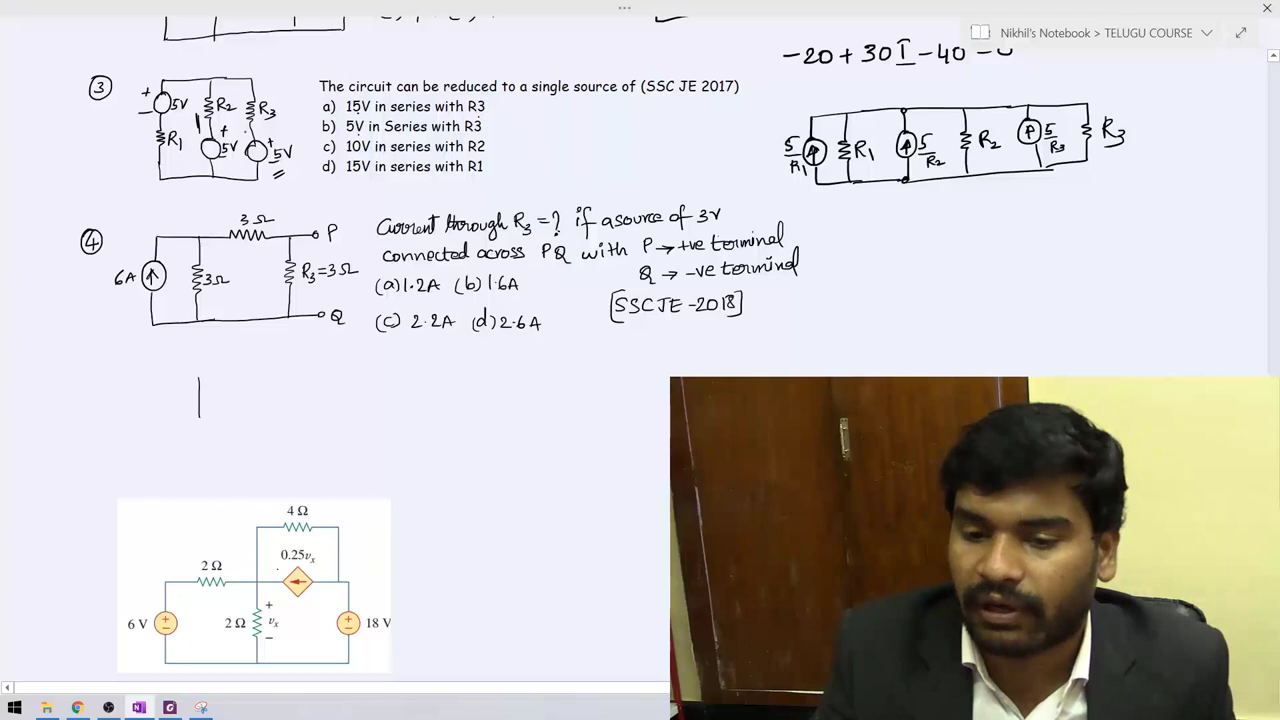 Nikhil's Notebook > TELUGU COURSE
-20 + 30 I - 40 - 0
3
The circuit can be reduced to a single source of (SSC JE 2017)
a) 15V in series with R3
b) 5V in Series with R3
c) 10V in series with R2
d) 15V in series with R1
+ 5V R2 R3
R1 + 5V + 5V
5/R1 R1 5/R2 R2 5/R3 R3
4
3Ω P
6A 3Ω R3=3Ω
Q
Current through R3 = ? if a source of 3V
connected across PQ with P → +ve terminal
Q → -ve terminal
(a) 1.2A (b) 1.6A
[SSC JE - 2018]
(c) 2.2A (d) 2.6A
4 Ω
0.25vx
2 Ω
+
6 V 2 Ω vx 18 V